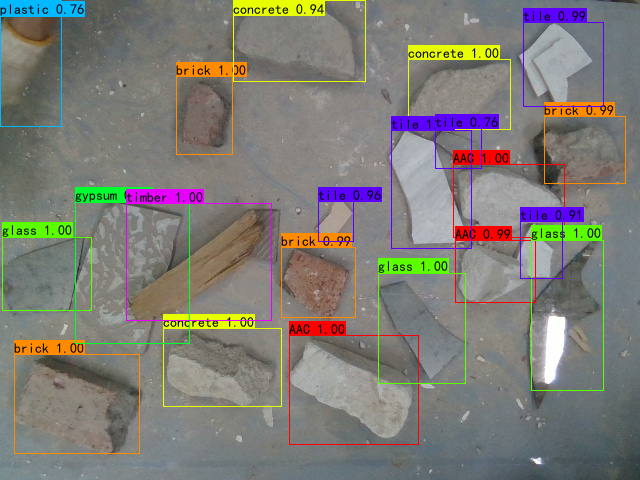 plastic 0.76
concrete 0.94
tile 0.99
concrete 1.00
brick 1.00
brick 0.99
tile 1
tile 0.76
AAC 1.00
gypsum
timber 1.00
tile 0.96
tile 0.91
glass 1.00
AAC 0.99
glass 1.00
brick 0.99
glass 1.00
concrete 1.00
AAC 1.00
brick 1.00